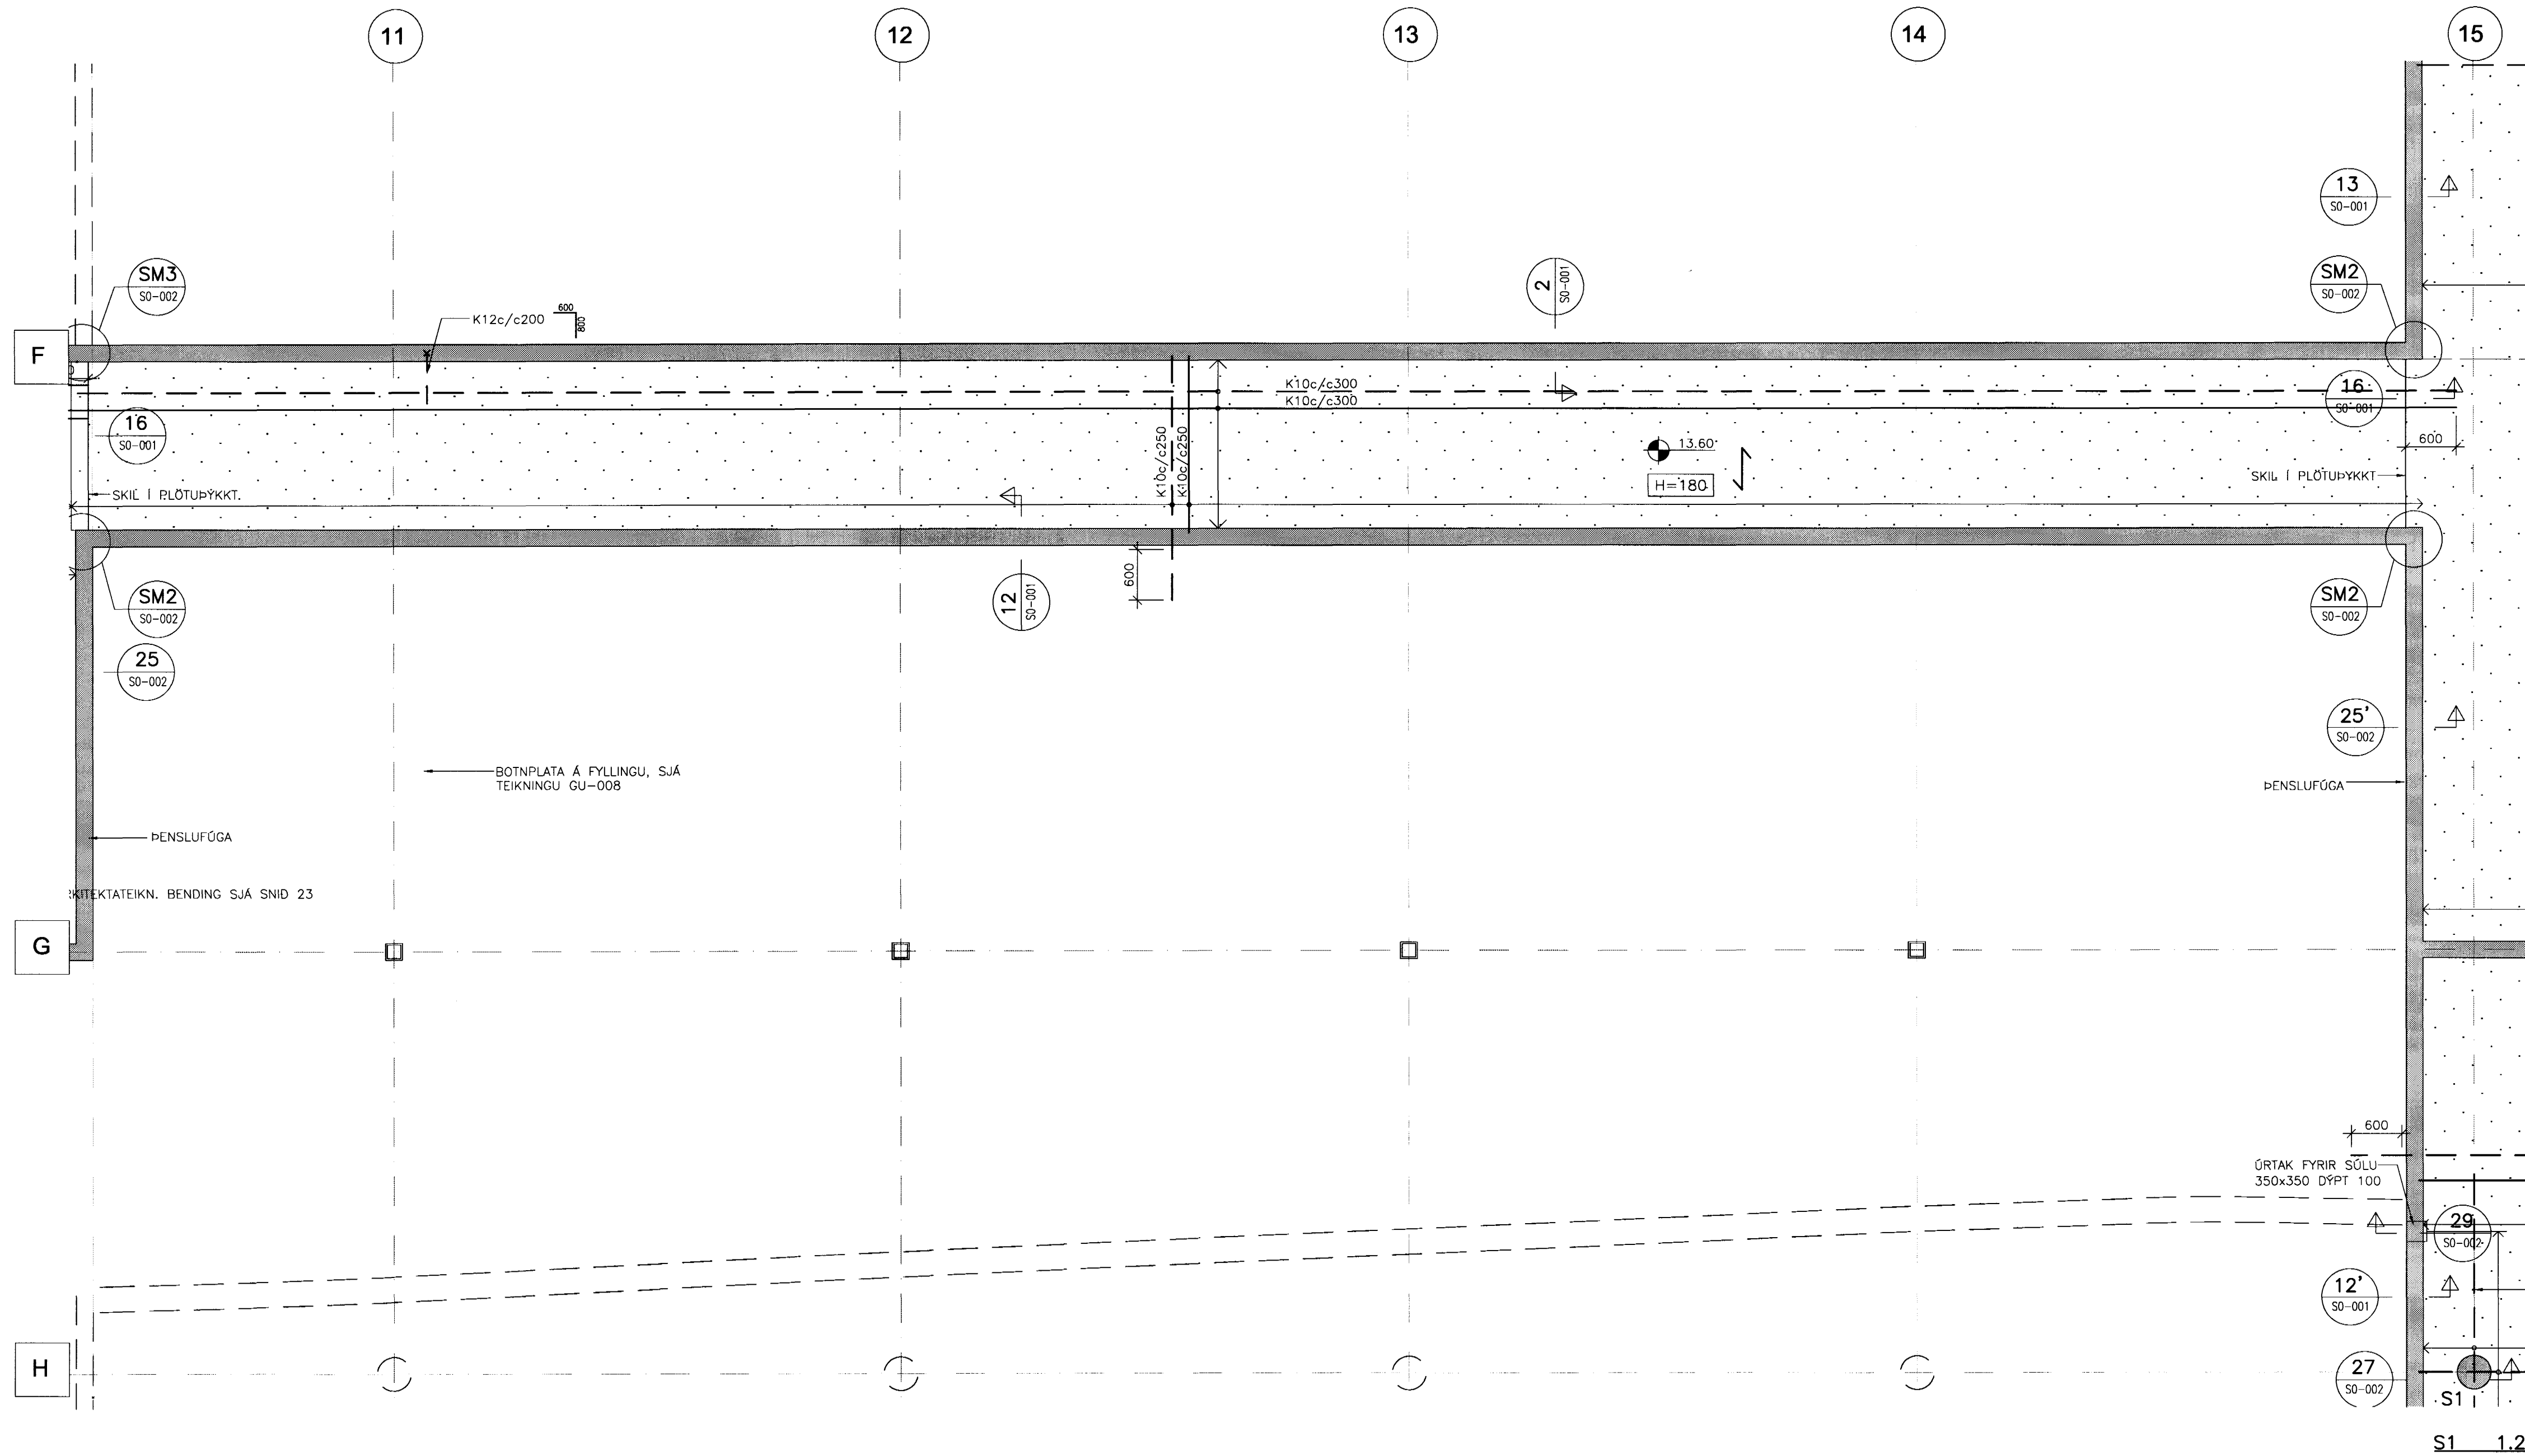 11
12
13
14
15
13
S0-001
SM3
S0-002
SM2
S0-002
2
S0-001
600
800
K12c/c200
F
K10c/c300
K10c/c300
16
S0-001
16
S0-001
K10c/c250
K10c/c250
13.60
600
H=180
SKIL Í PLÖTUÞYKKT.
SKIL Í PLÖTUÞYKKT
600
12
S0-001
SM2
S0-002
SM2
S0-002
25
S0-002
25'
S0-002
BOTNPLATA Á FYLLINGU, SJÁ
TEIKNINGU GU-008
ÞENSLUFÚGA
ÞENSLUFÚGA
RKITEKTATEIKN. BENDING SJÁ SNIÐ 23
G
600
ÚRTAK FYRIR SÚLU
350x350 DÝPT 100
29
S0-002
12'
S0-001
H
27
S0-002
S1
S1 1.2